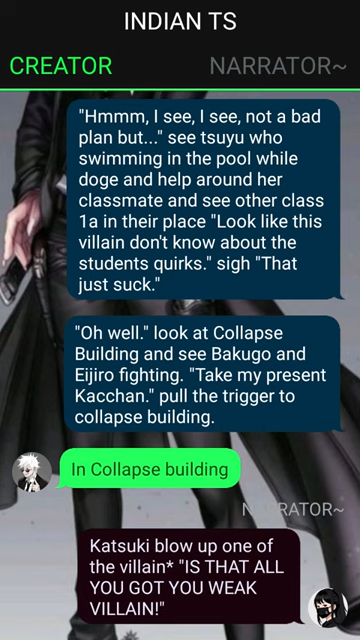 INDIAN TS
CREATOR
NARRATOR~
"Hmmm, I see, I see, not a bad
plan but..." see tsuyu who
swimming in the pool while
doge and help around her
classmate and see other class
1a in their place "Look like this
villain don't know about the
students quirks." sigh "That
just suck."
"Oh well." look at Collapse
Building and see Bakugo and
Eijiro fighting. "Take my present
Kacchan." pull the trigger to
collapse building.
In Collapse building
NARRATOR~
Katsuki blow up one of
the villain* "IS THAT ALL
YOU GOT YOU WEAK
VILLAIN!"